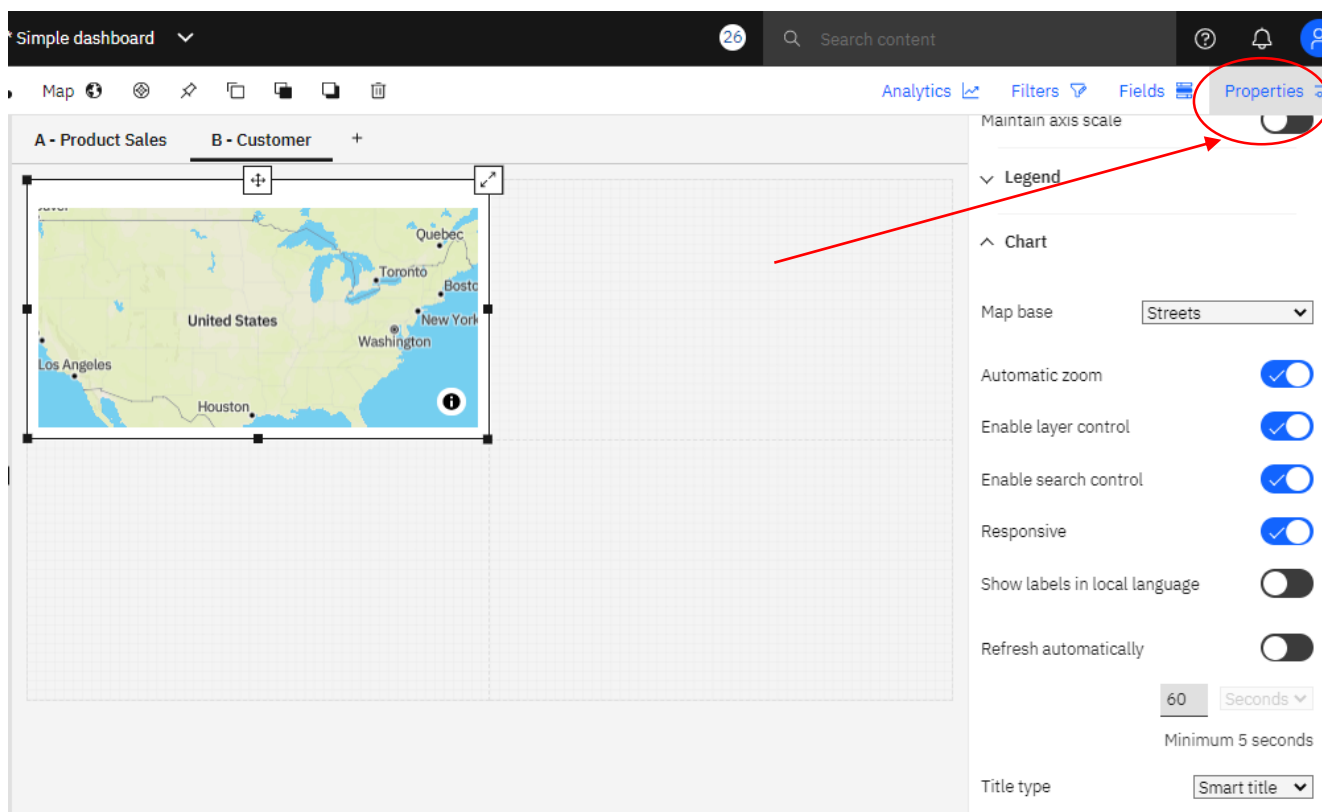 * Simple dashboard
26
Search content
Map
Analytics
Filters
Fields
Properties
A - Product Sales
B - Customer
+
Maintain axis scale
Legend
Chart
Quebec
Toronto
Bosto
United States
New York
Washington
Los Angeles
Houston
Map base
Streets
Automatic zoom
Enable layer control
Enable search control
Responsive
Show labels in local language
Refresh automatically
60 Seconds
Minimum 5 seconds
Title type
Smart title